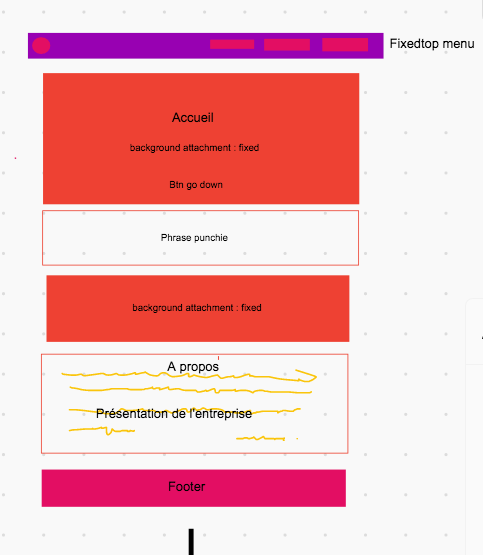 Fixedtop menu
Accueil
background attachment : fixed
Btn go down
Phrase punchie
background attachment : fixed
A propos
Présentation de l'entreprise
Footer